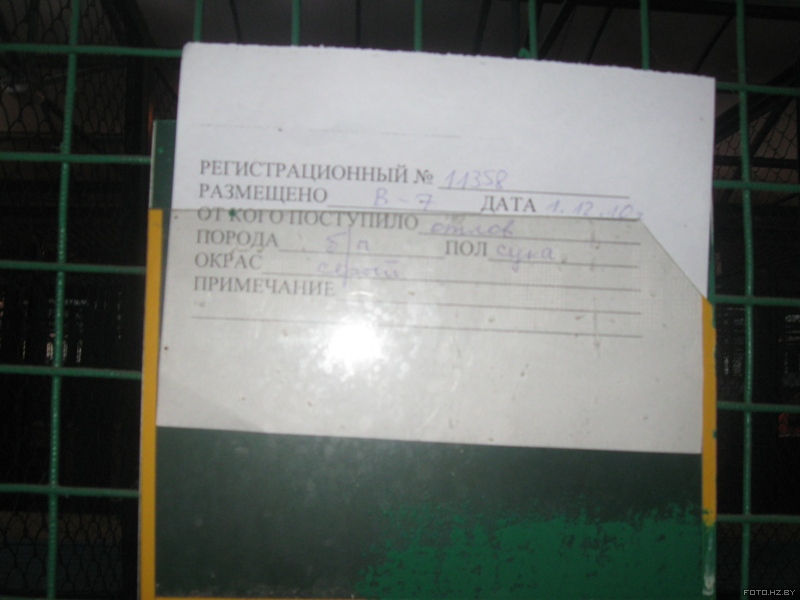 РЕГИСТРАЦИОННЫЙ № 11358
РАЗМЕЩЕНО В-7 ДАТА 1.12.10г
ОТ КОГО ПОСТУПИЛО отлов
ПОРОДА б/п ПОЛ сука
ОКРАС серый
ПРИМЕЧАНИЕ
FOTO.HZ.BY